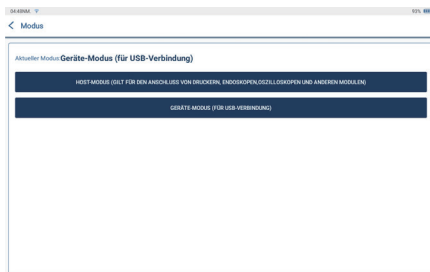 04:48NM.
93%
Modus
Aktueller Modus:Geräte-Modus (für USB-Verbindung)
HOST-MODUS (GILT FÜR DEN ANSCHLUSS VON DRUCKERN, ENDOSKOPEN,OSZILLOSKOPEN UND ANDEREN MODULEN)
GERÄTE-MODUS (FÜR USB-VERBINDUNG)